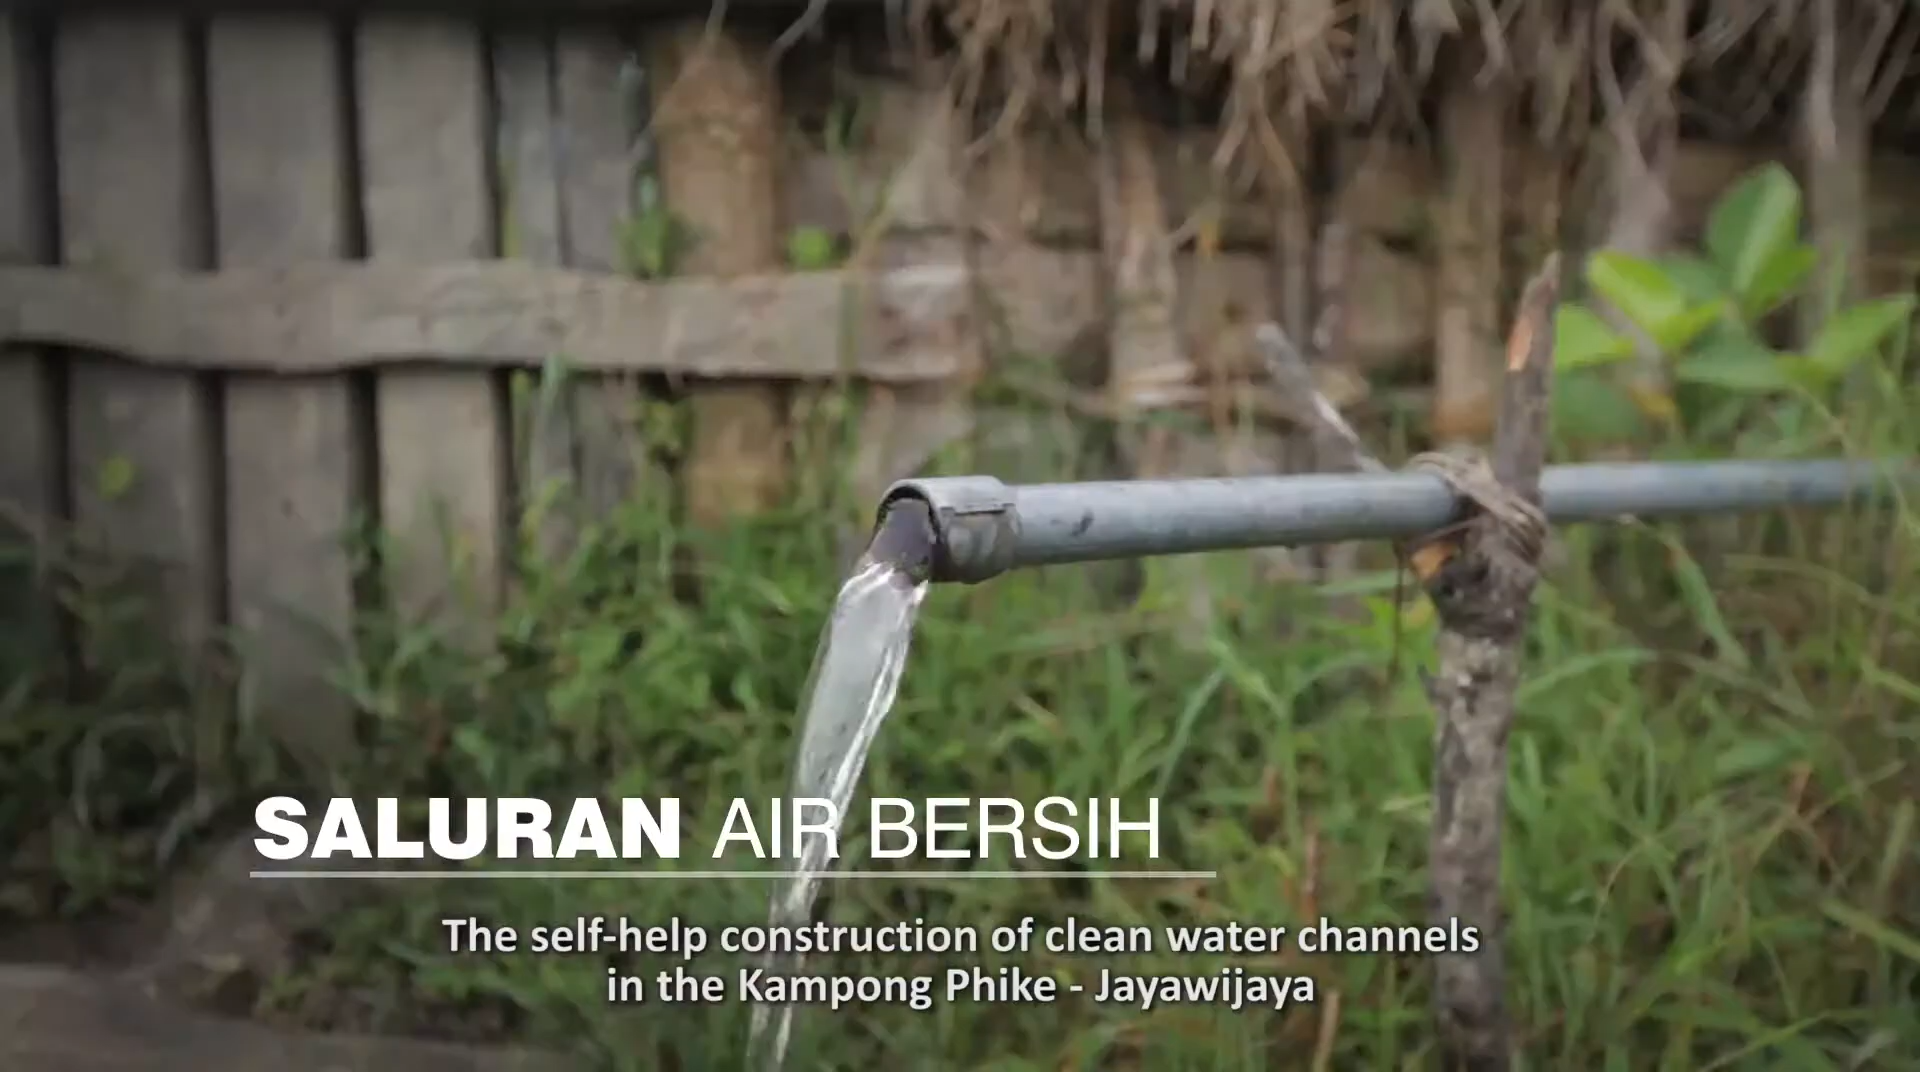 SALURAN AIR BERSIH
The self-help construction of clean water channels
in the Kampong Phike - Jayawijaya